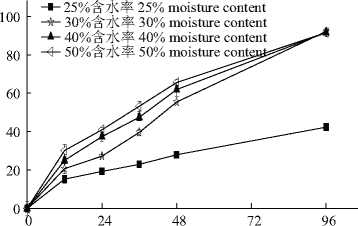 25%含水率 25% moisture content
30%含水率 30% moisture content
40%含水率 40% moisture content
50%含水率 50% moisture content
100
80
60
40
20
0
0 24 48 72 96